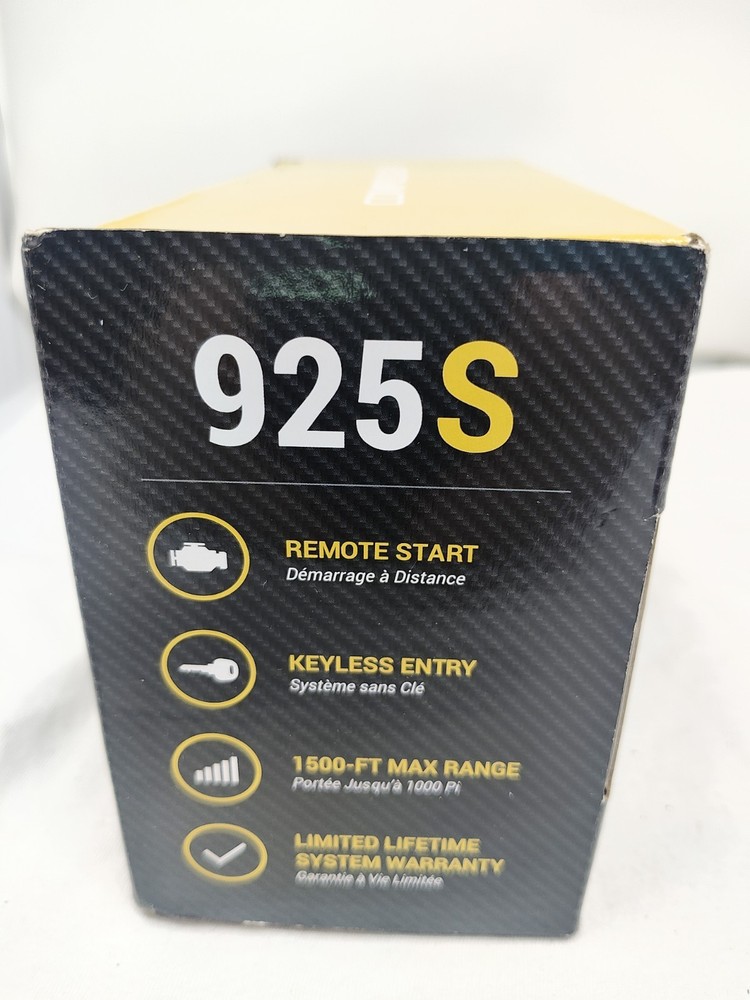 925S
REMOTE START
Démarrage à Distance
KEYLESS ENTRY
Système sans Clé
1500-FT MAX RANGE
Portée Jusqu'à 1000 Pi
LIMITED LIFETIME
SYSTEM WARRANTY
Garantie à Vie Limitée